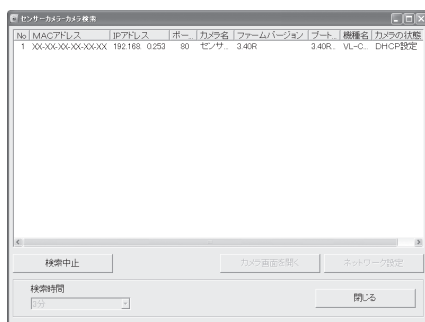 センサーカメラ-カメラ検索
No MACアドレス IPアドレス ポー... カメラ名 ファームバージョン ブート... 機種名 カメラの状態
1 XX-XX-XX-XX-XX-XX 192.168. 0.253 80 センサ... 3.40R 3.40R... VL-C... DHCP設定
検索中止 カメラ画面を開く ネットワーク設定
検索時間
閉じる